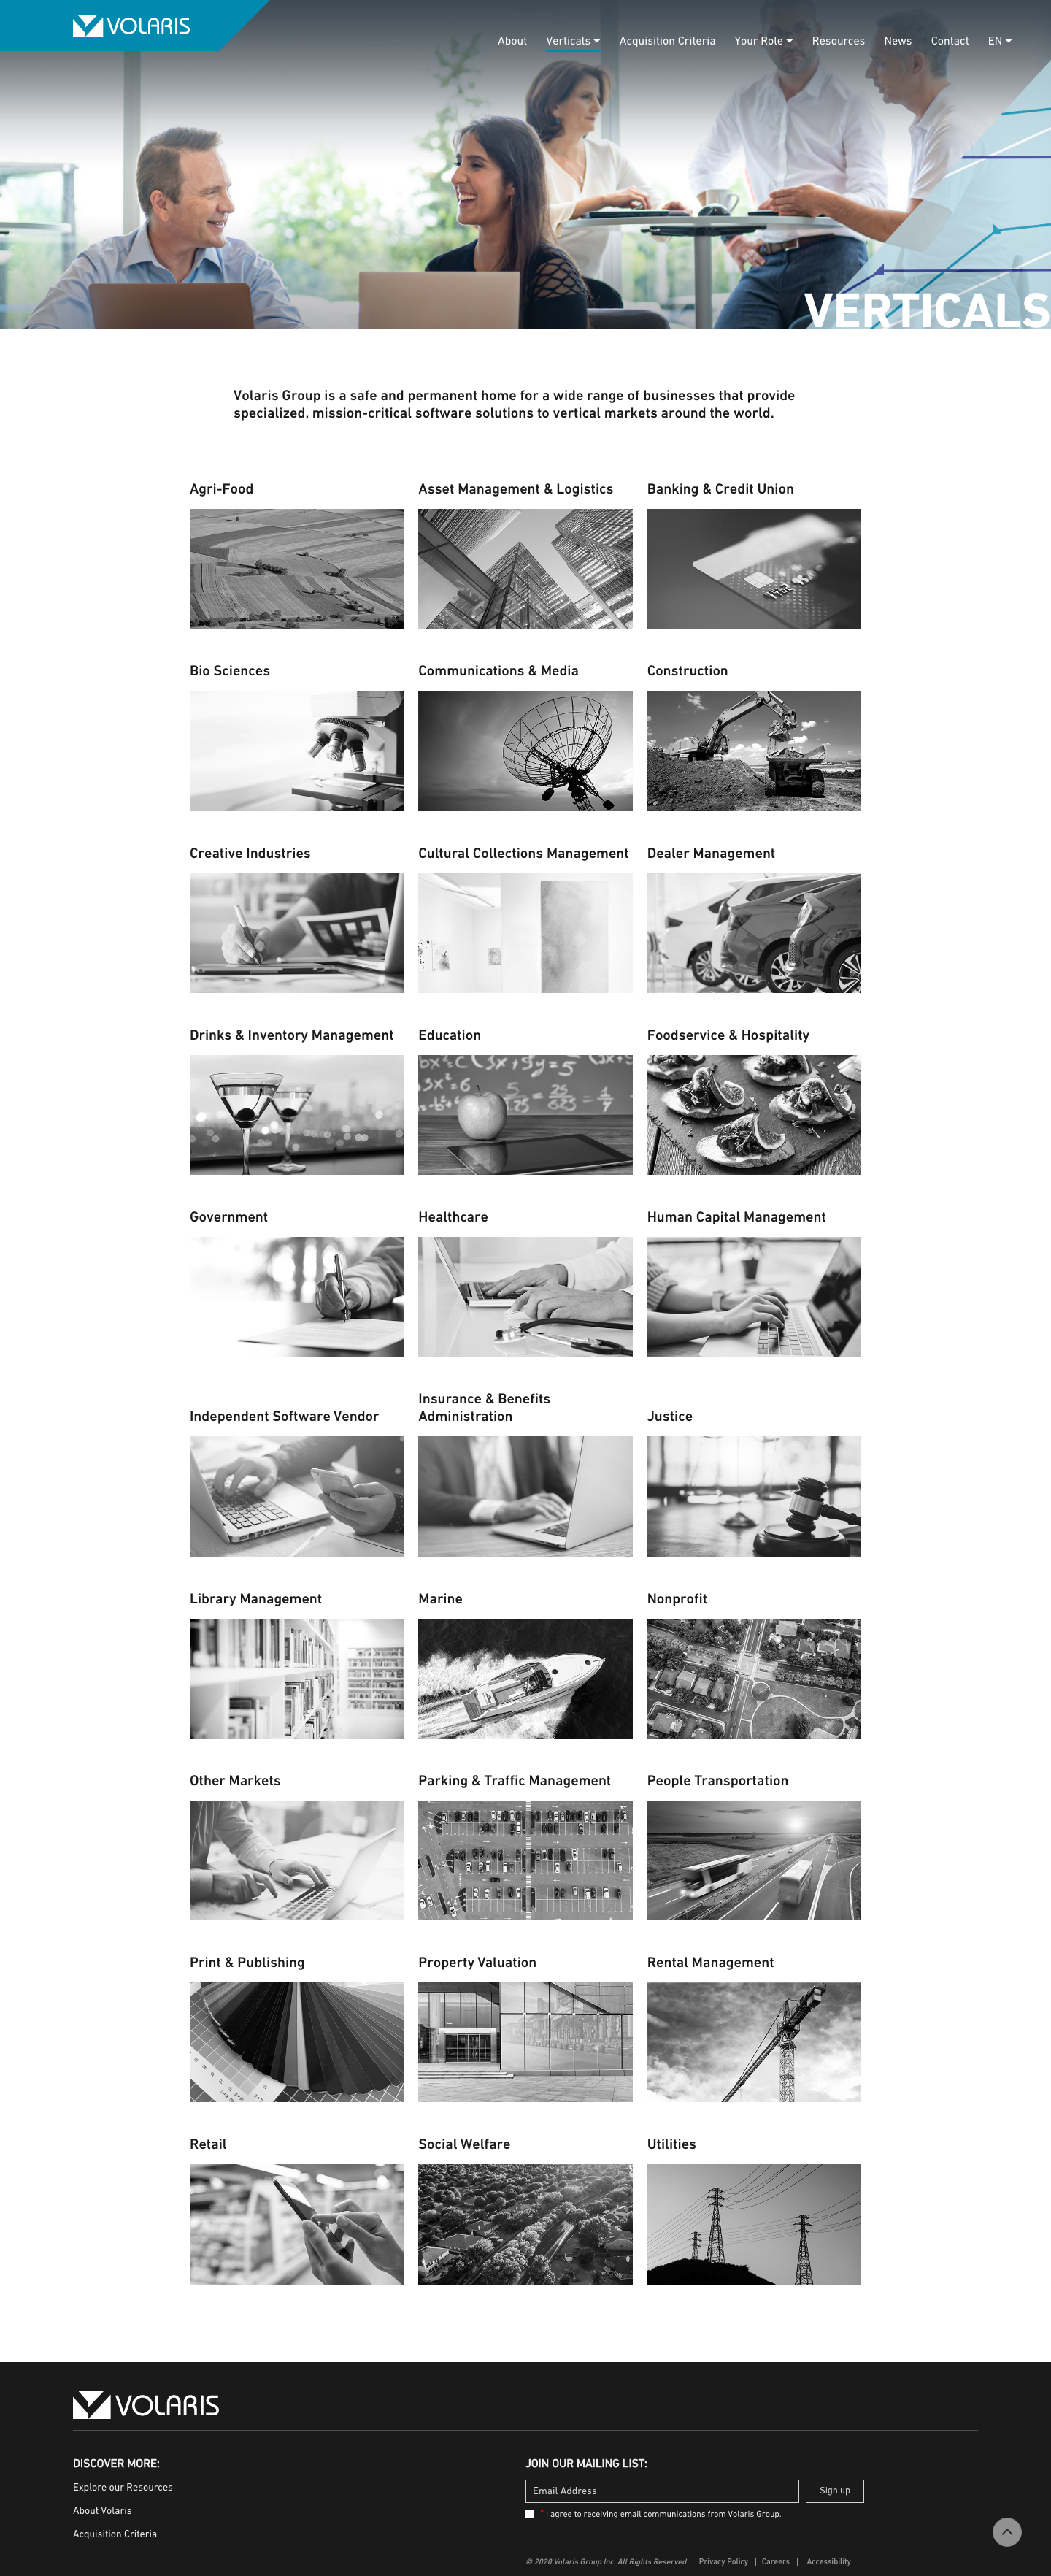 VOLARIS
About Verticals Acquisition Criteria Your Role Resources News Contact EN
VERTICALS
Volaris Group is a safe and permanent home for a wide range of businesses that provide
specialized, mission-critical software solutions to vertical markets around the world.
Agri-Food
Asset Management & Logistics
Banking & Credit Union
Bio Sciences
Communications & Media
Construction
Creative Industries
Cultural Collections Management
Dealer Management
Drinks & Inventory Management
Education
Foodservice & Hospitality
Government
Healthcare
Human Capital Management
Independent Software Vendor
Insurance & Benefits
Administration
Justice
Library Management
Marine
Nonprofit
Other Markets
Parking & Traffic Management
People Transportation
Print & Publishing
Property Valuation
Rental Management
Retail
Social Welfare
Utilities
VOLARIS
DISCOVER MORE:
Explore our Resources
About Volaris
Acquisition Criteria
JOIN OUR MAILING LIST:
Email Address
Sign up
* I agree to receiving email communications from Volaris Group.
© 2020 Volaris Group Inc. All Rights Reserved Privacy Policy | Careers | Accessibility